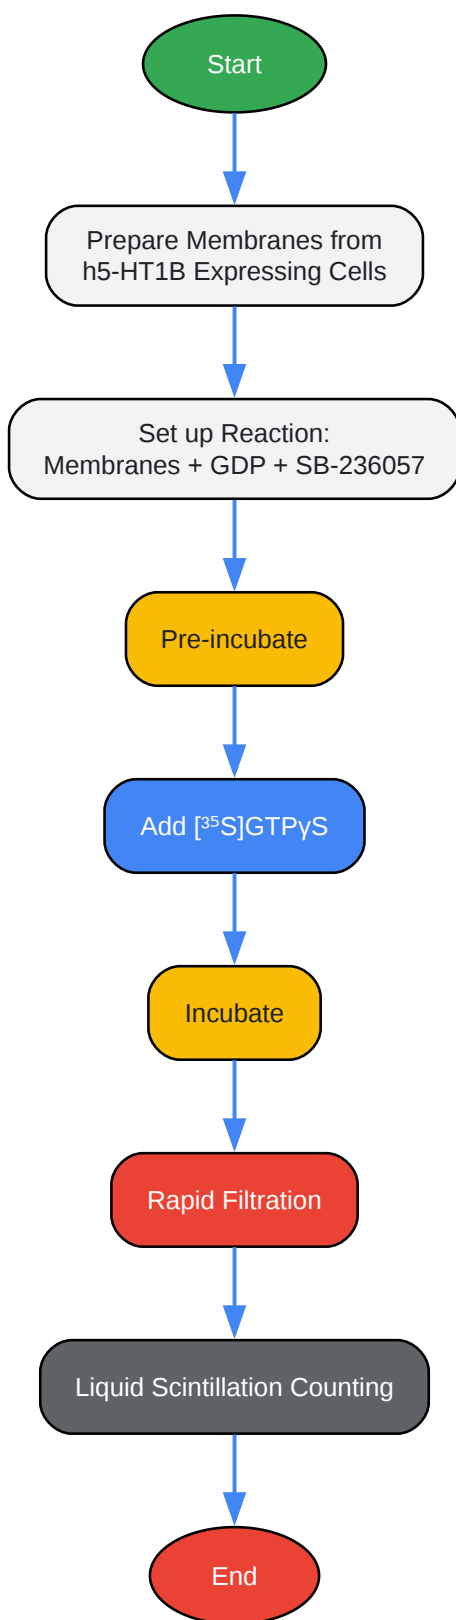 Start
Prepare Membranes from
h5-HT1B Expressing Cells
Set up Reaction:
Membranes + GDP + SB-236057
Pre-incubate
Add [³⁵S]GTPγS
Incubate
Rapid Filtration
Liquid Scintillation Counting
End